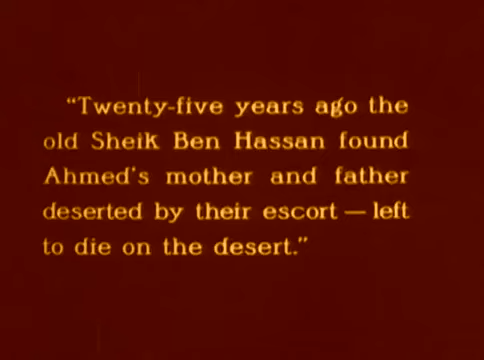 “Twenty-five years ago the
old Sheik Ben Hassan found
Ahmed's mother and father
deserted by their escort — left
to die on the desert.”